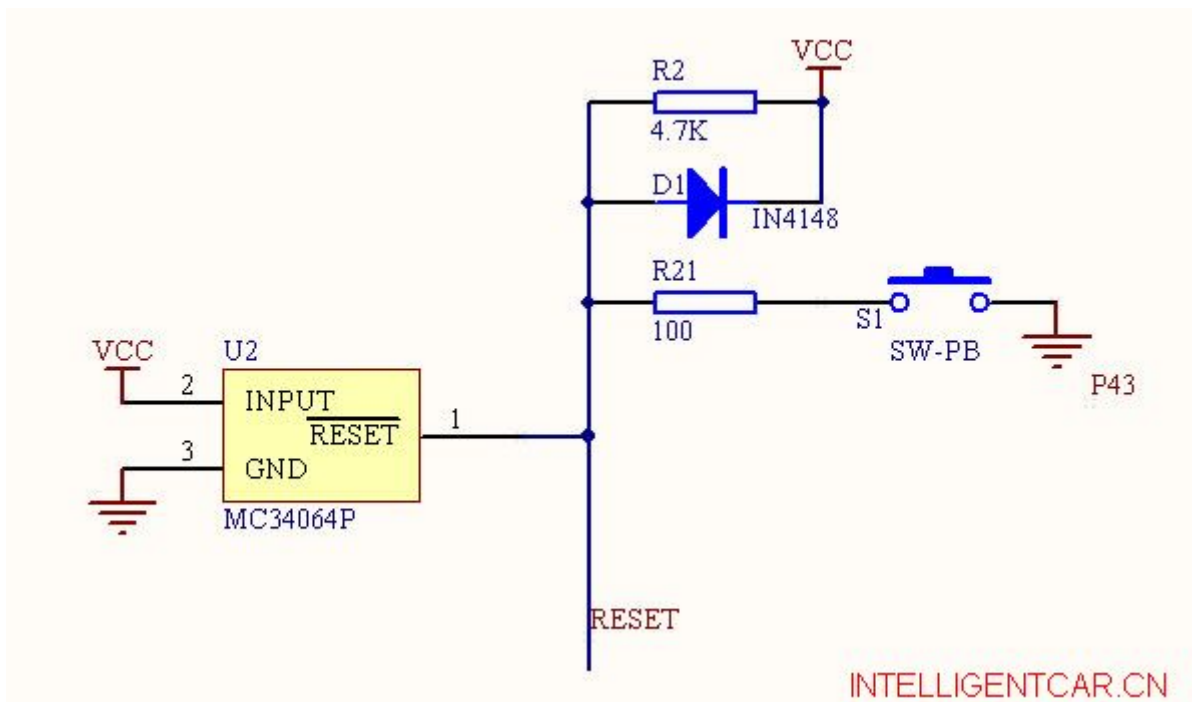 VCC
R2
4.7K
D1
IN4148
R21
100
S1
SW-PB
P43
VCC
U2
2
INPUT
RESET
1
3
GND
MC34064P
RESET
INTELLIGENTCAR.CN